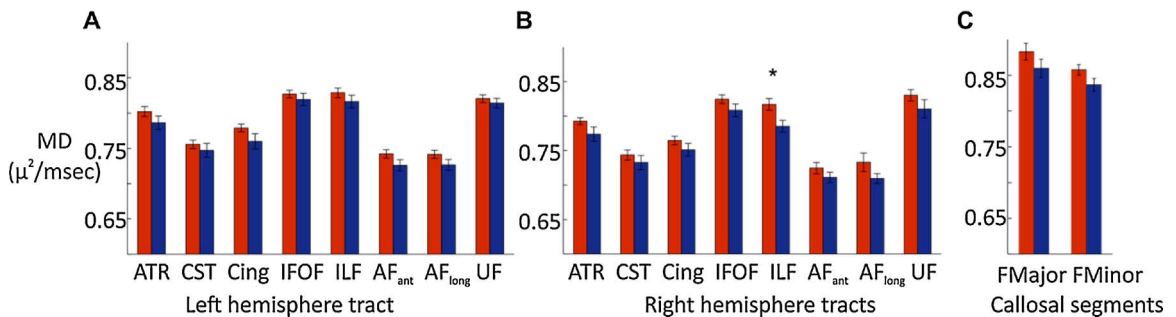 A
0.85
0.75
0.65
MD
(μ²/msec)
ATR CST Cing IFOF ILF AFant AFlong UF
Left hemisphere tract
B
0.85
0.75
0.65
*
ATR CST Cing IFOF ILF AFant AFlong UF
Right hemisphere tracts
C
0.85
0.75
0.65
FMajor FMinor
Callosal segments